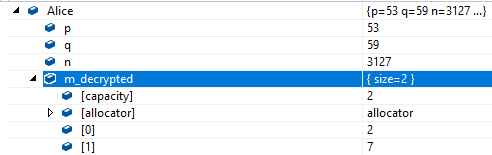 Alice {p=53 q=59 n=3127 ...}
p 53
q 59
n 3127
m_decrypted { size=2 }
[capacity] 2
[allocator] allocator
[0] 2
[1] 7